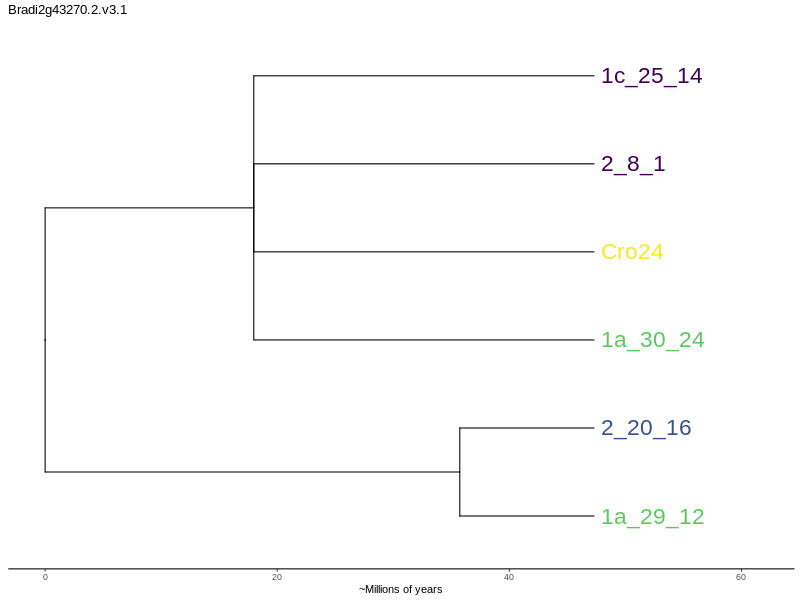 Bradi2g43270.2.v3.1
1c_25_14
2_8_1
Cro24
1a_30_24
2_20_16
1a_29_12
0 20 40 60
~Millions of years